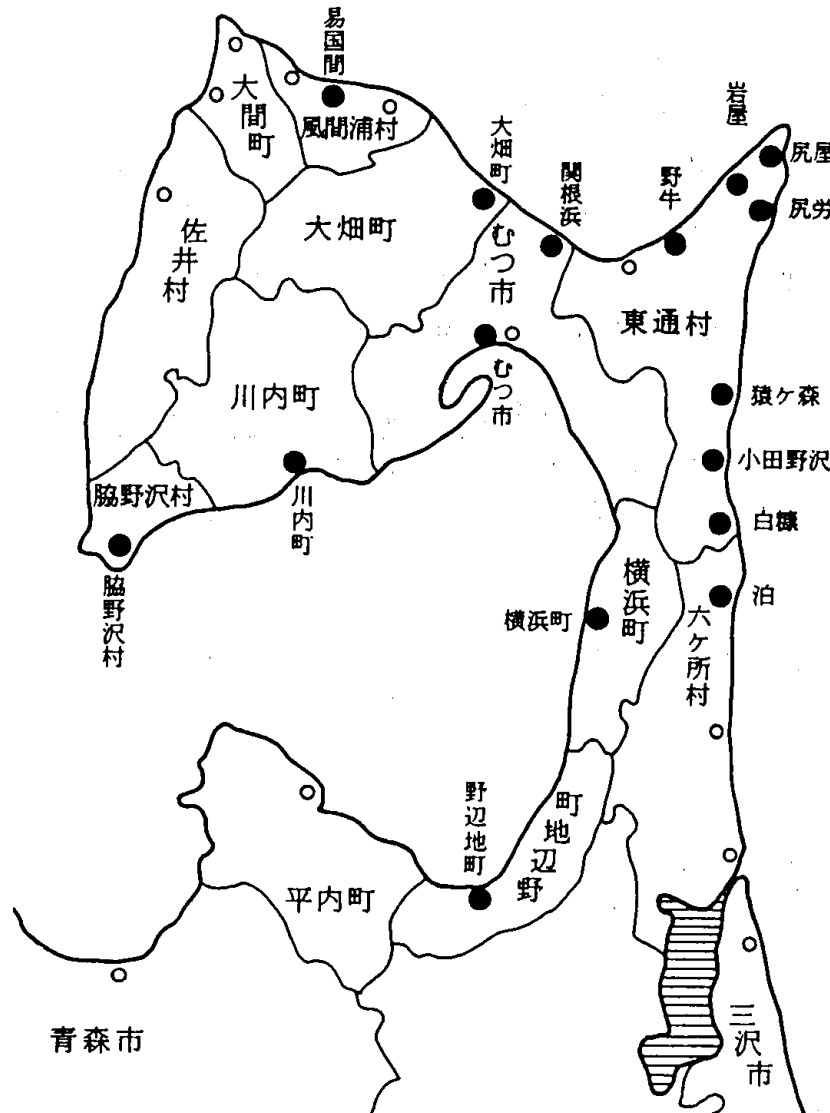 易国間
大間町
風間浦村
岩屋
尻屋
尻労
大畑町
関根浜
野牛
佐井村
大畑町
むつ市
東通村
むつ市
川内町
猿ケ森
小田野沢
脇野沢村
川内町
白糠
脇野沢村
横浜町
横浜町
泊
六ケ所村
野辺地町
野辺地町
平内町
青森市
三沢市